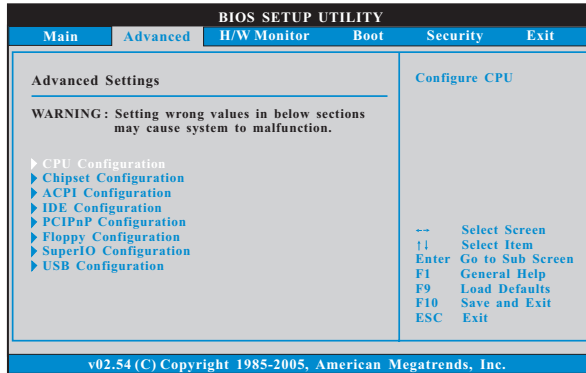 BIOS SETUP UTILITY
Main Advanced H/W Monitor Boot Security Exit
Advanced Settings
WARNING : Setting wrong values in below sections
may cause system to malfunction.
CPU Configuration
Chipset Configuration
ACPI Configuration
IDE Configuration
PCIPnP Configuration
Floppy Configuration
SuperIO Configuration
USB Configuration
Configure CPU
←→ Select Screen
↑↓ Select Item
Enter Go to Sub Screen
F1 General Help
F9 Load Defaults
F10 Save and Exit
ESC Exit
v02.54 (C) Copyright 1985-2005, American Megatrends, Inc.